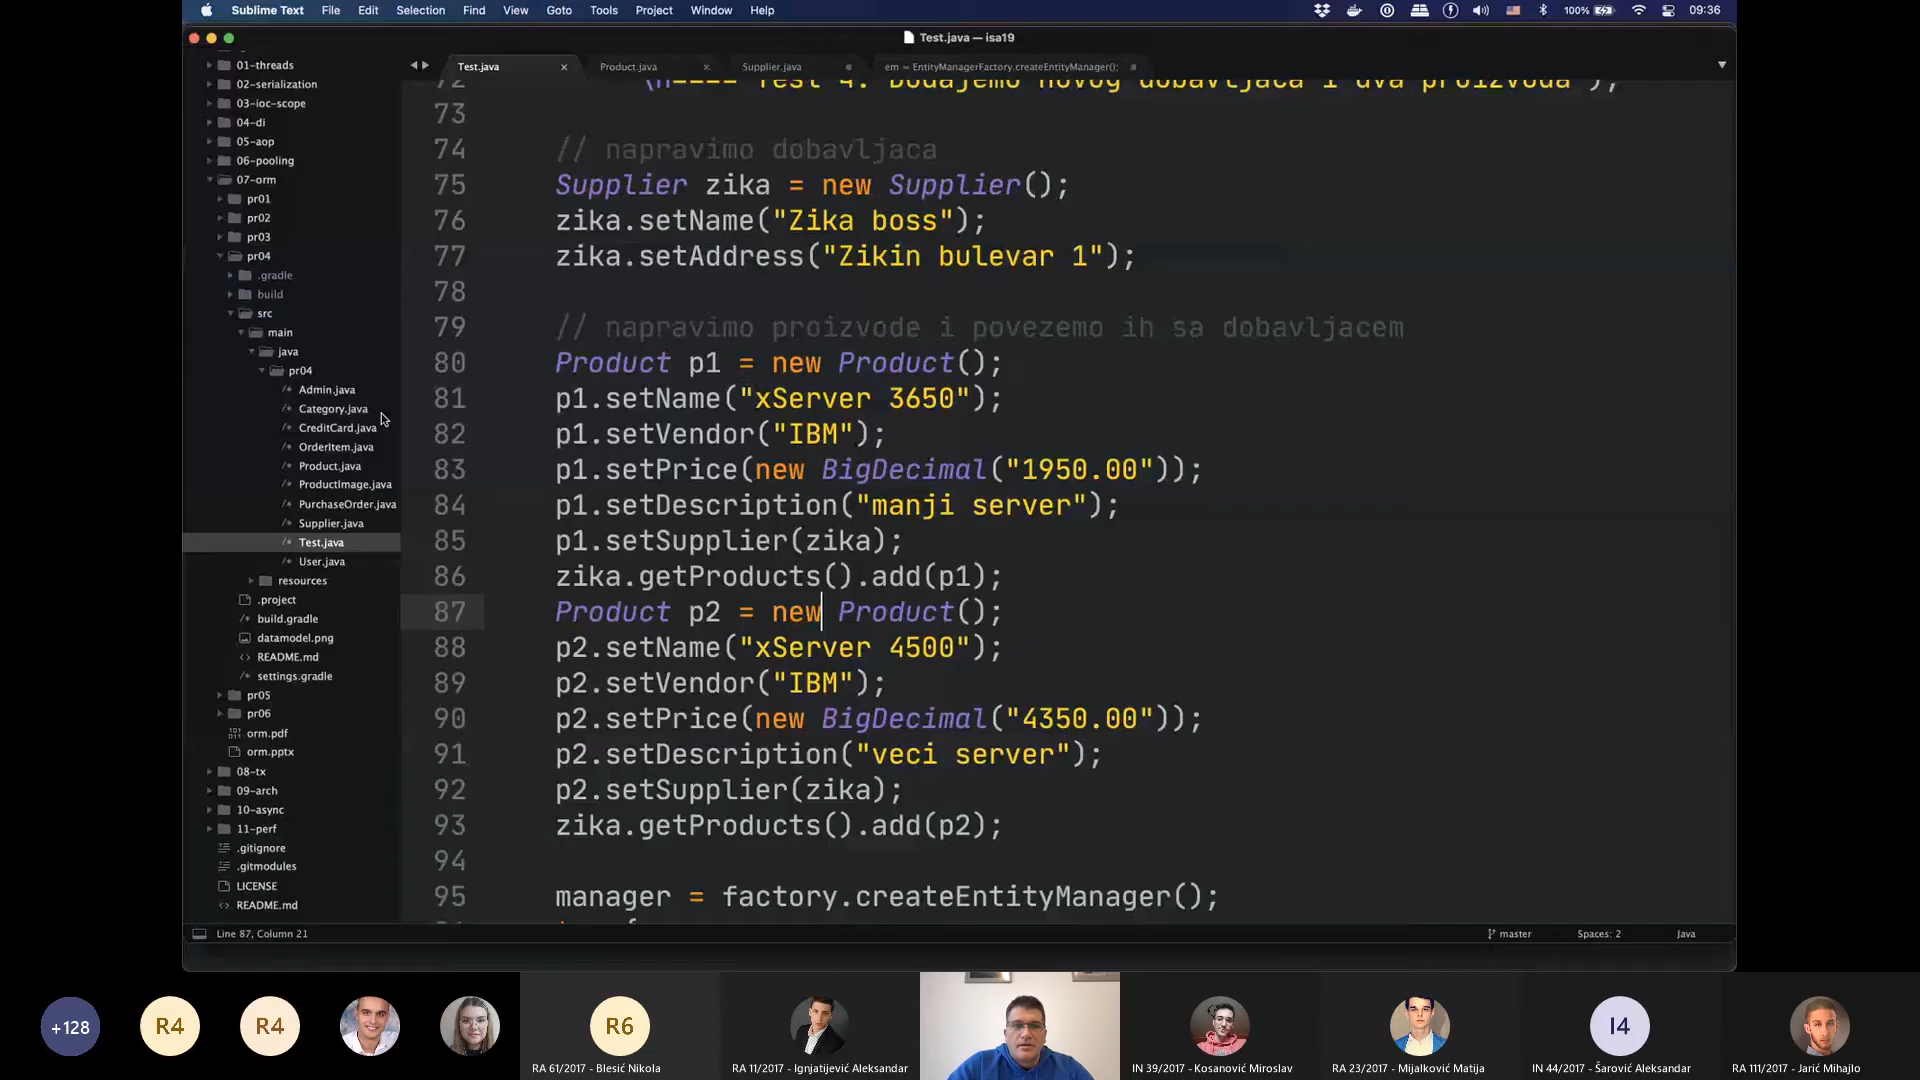 Sublime Text File Edit Selection Find View Goto Tools Project Window Help 100% 09:36
Test.java — isa19
Test.java Product.java Supplier.java em = EntityManagerFactory.createEntityManager();
01-threads
02-serialization
03-ioc-scope
04-di
05-aop
06-pooling
07-orm
pr01
pr02
pr03
pr04
.gradle
build
src
main
java
pr04
Admin.java
Category.java
CreditCard.java
OrderItem.java
Product.java
ProductImage.java
PurchaseOrder.java
Supplier.java
Test.java
User.java
resources
.project
build.gradle
datamodel.png
README.md
settings.gradle
pr05
pr06
orm.pdf
orm.pptx
08-tx
09-arch
10-async
11-perf
.gitignore
.gitmodules
LICENSE
README.md
72 \n==== Test 4: Dodajemo novog dobavljaca i dva proizvoda");
73
74 // napravimo dobavljaca
75 Supplier zika = new Supplier();
76 zika.setName("Zika boss");
77 zika.setAddress("Zikin bulevar 1");
78
79 // napravimo proizvode i povezemo ih sa dobavljacem
80 Product p1 = new Product();
81 p1.setName("xServer 3650");
82 p1.setVendor("IBM");
83 p1.setPrice(new BigDecimal("1950.00"));
84 p1.setDescription("manji server");
85 p1.setSupplier(zika);
86 zika.getProducts().add(p1);
87 Product p2 = new Product();
88 p2.setName("xServer 4500");
89 p2.setVendor("IBM");
90 p2.setPrice(new BigDecimal("4350.00"));
91 p2.setDescription("veci server");
92 p2.setSupplier(zika);
93 zika.getProducts().add(p2);
94
95 manager = factory.createEntityManager();
Line 87, Column 21 master Spaces: 2 Java
+128 R4 R4 R6 I4
RA 61/2017 - Blesić Nikola RA 11/2017 - Ignjatijević Aleksandar IN 39/2017 - Kosanović Miroslav RA 23/2017 - Mijalković Matija IN 44/2017 - Šarović Aleksandar RA 111/2017 - Jarić Mihajlo